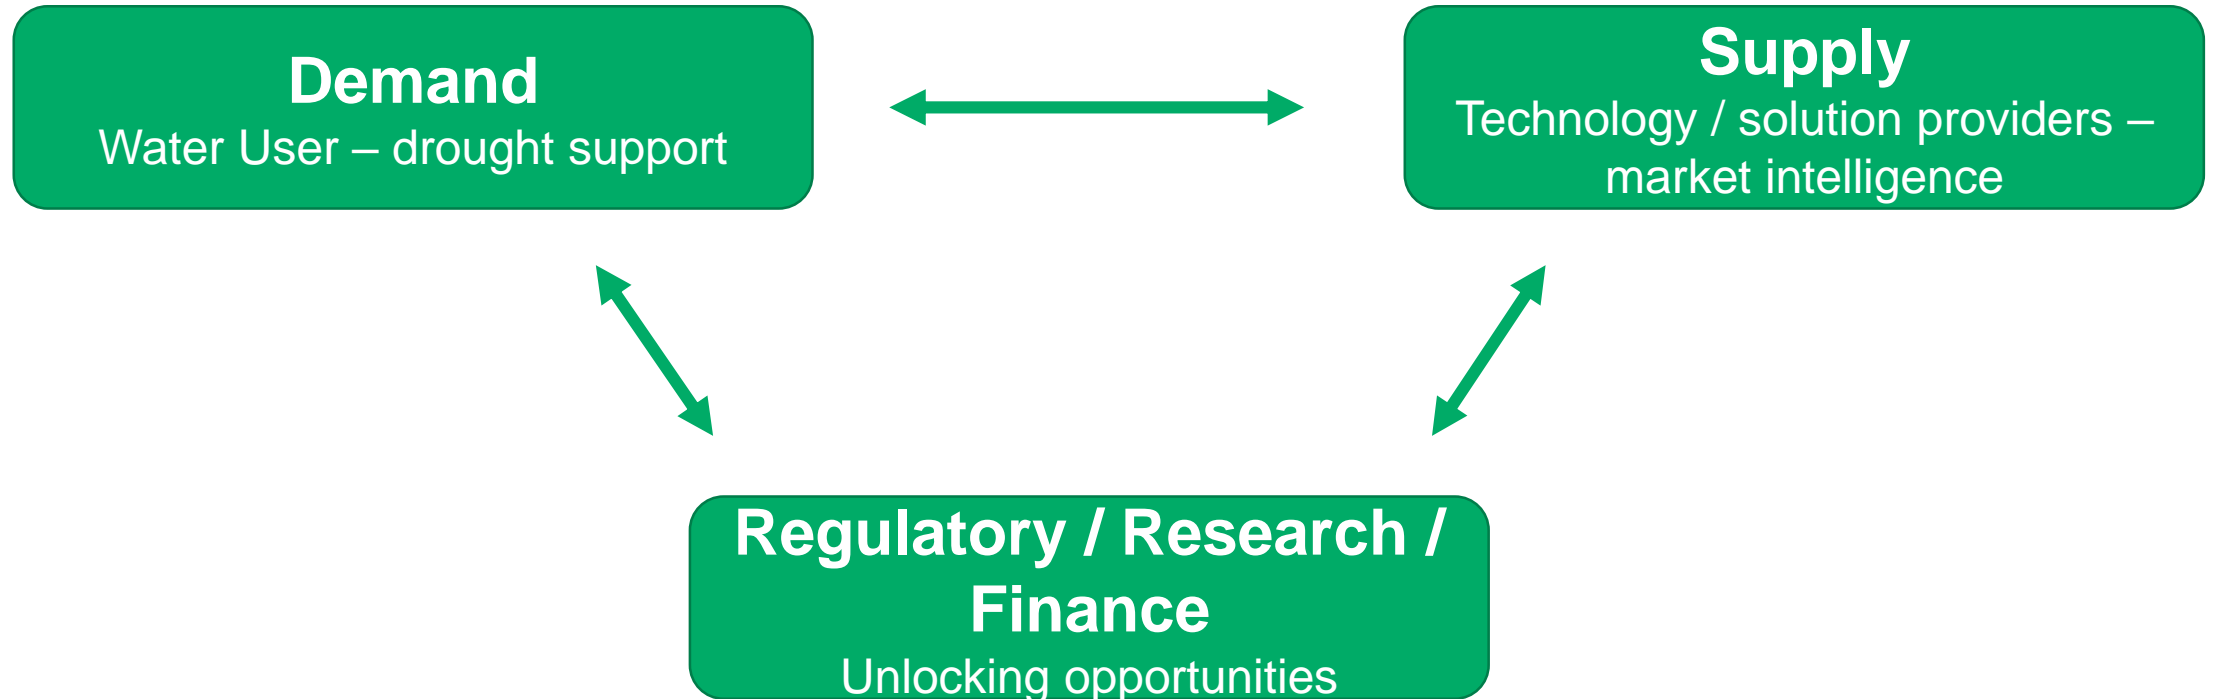 Demand
Water User – drought support
Supply
Technology / solution providers –
market intelligence
Regulatory / Research /
Finance
Unlocking opportunities